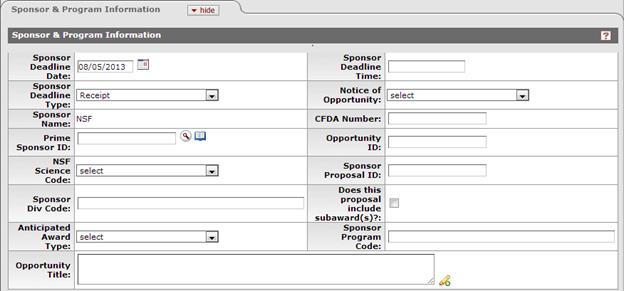 Sponsor & Program Information
hide
Sponsor & Program Information
?
Sponsor
Deadline
Date:
08/05/2013
Sponsor
Deadline
Time:
Sponsor
Deadline
Type:
Receipt
Notice of
Opportunity:
select
Sponsor
Name:
NSF
CFDA Number:
Prime
Sponsor ID:
Opportunity
ID:
NSF
Science
Code:
select
Sponsor
Proposal ID:
Sponsor
Div Code:
Does this
proposal
include
subaward(s)?:
Anticipated
Award
Type:
select
Sponsor
Program
Code:
Opportunity
Title: